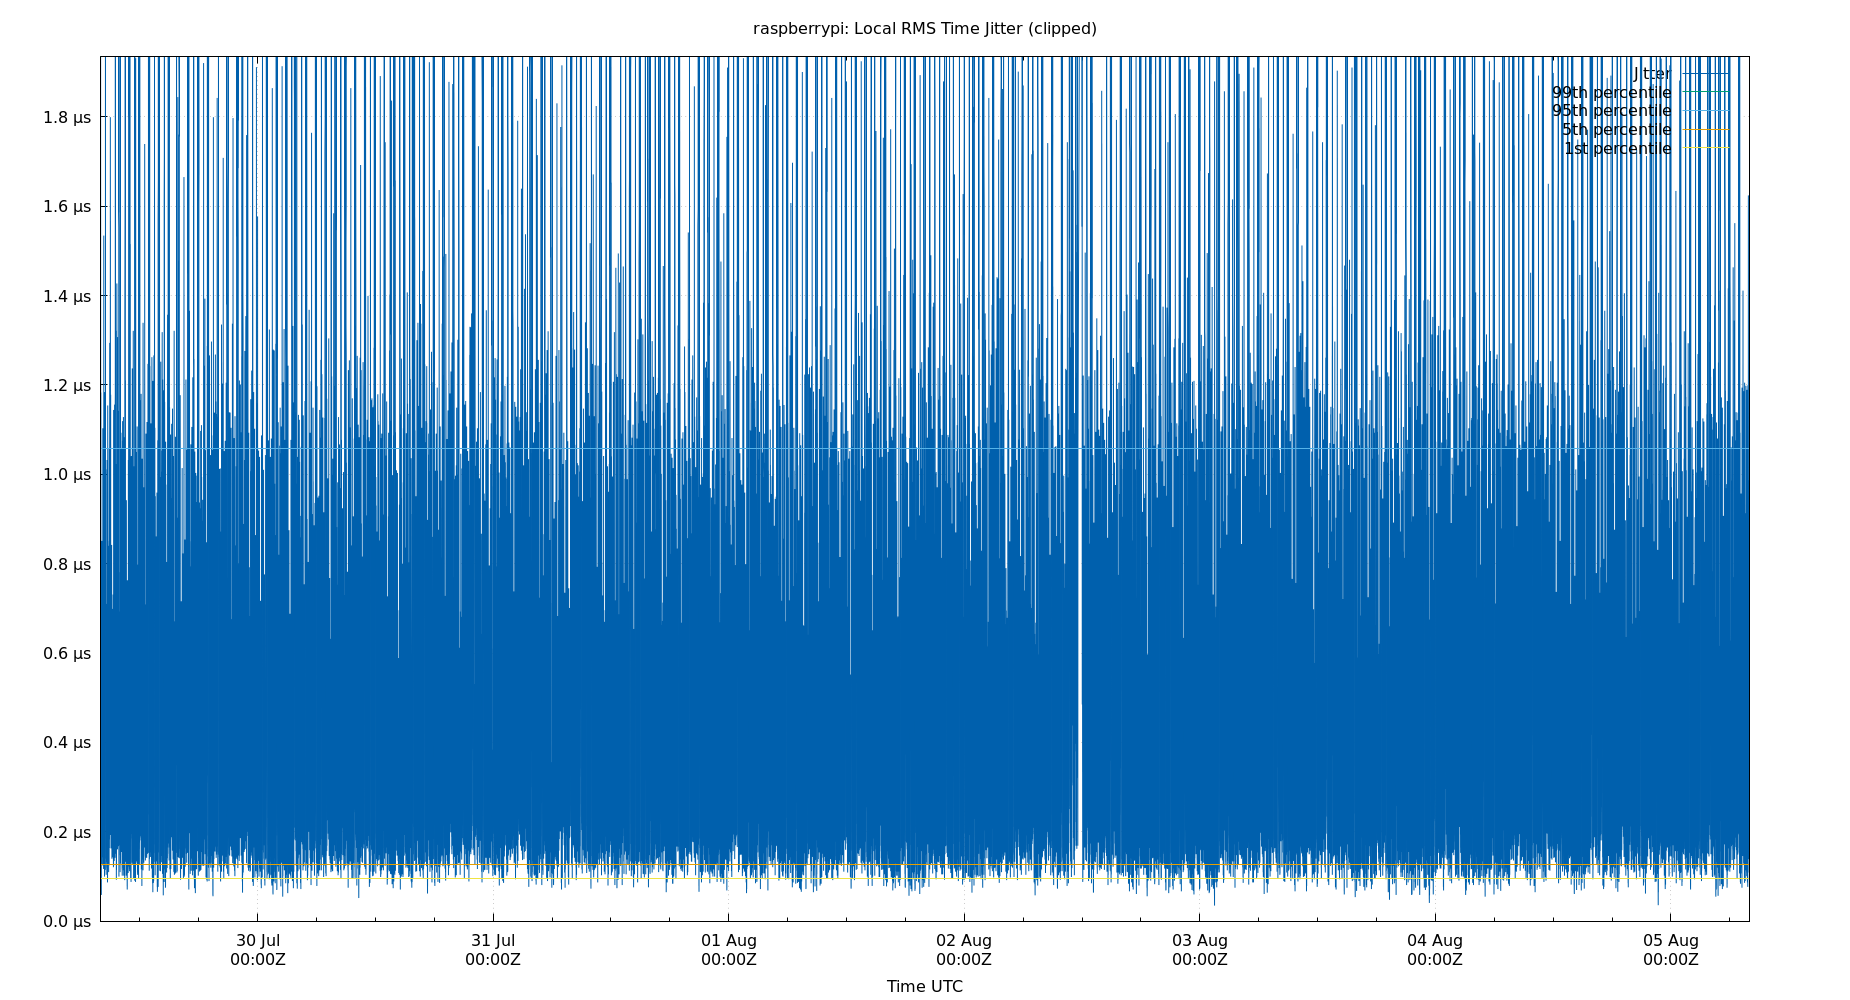 raspberrypi: Local RMS Time Jitter (clipped)
Jitter
99th percentile
95th percentile
5th percentile
1st percentile
1.8 µs
1.6 µs
1.4 µs
1.2 µs
1.0 µs
0.8 µs
0.6 µs
0.4 µs
0.2 µs
0.0 µs
30 Jul 31 Jul 01 Aug 02 Aug 03 Aug 04 Aug 05 Aug
00:00Z 00:00Z 00:00Z 00:00Z 00:00Z 00:00Z 00:00Z
Time UTC